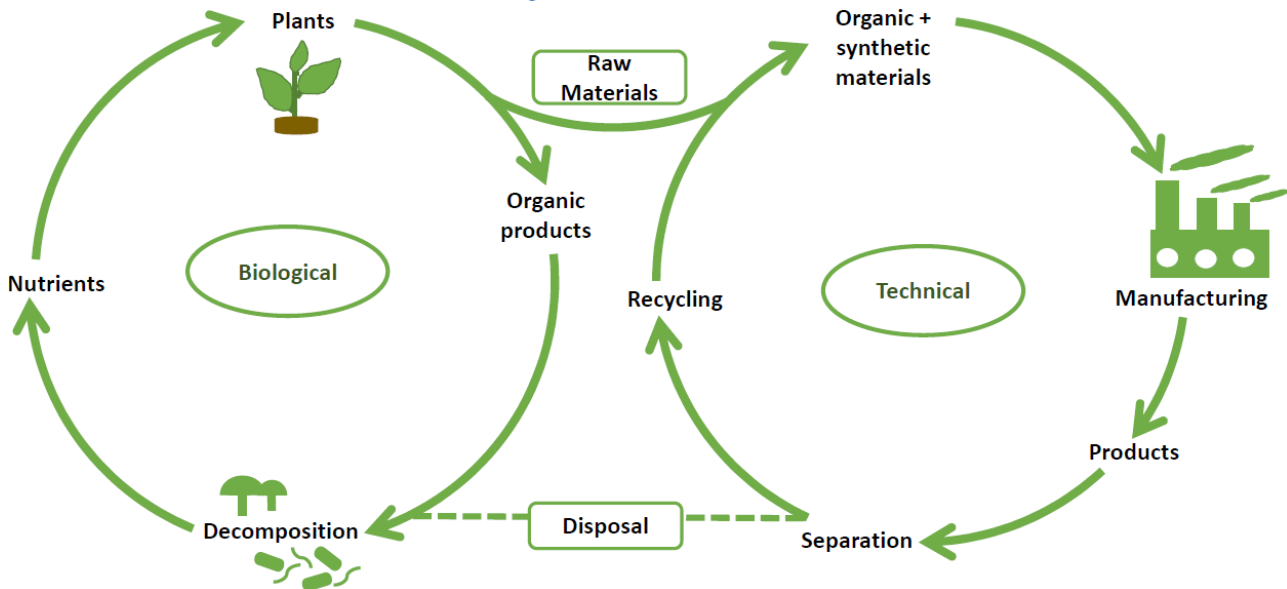 Plants
Organic +
synthetic
materials
Raw
Materials
Organic
products
Biological
Nutrients
Recycling
Technical
Manufacturing
Products
Decomposition
Disposal
Separation